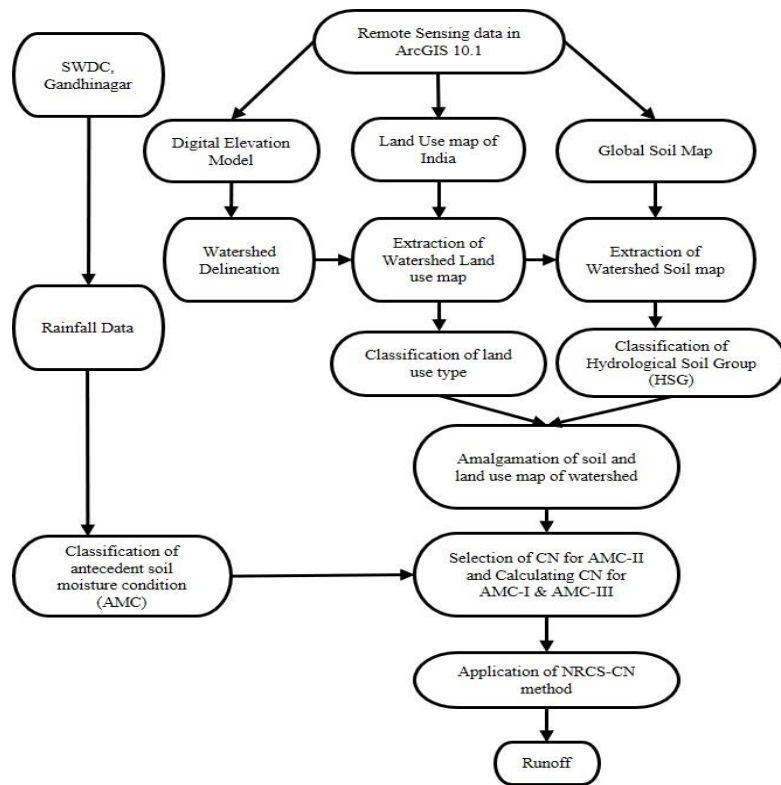 Remote Sensing data in
ArcGIS 10.1
SWDC,
Gandhinagar
Digital Elevation
Model
Land Use map of
India
Global Soil Map
Watershed
Delineation
Extraction of
Watershed Land
use map
Extraction of
Watershed Soil map
Rainfall Data
Classification of land
use type
Classification of
Hydrological Soil Group
(HSG)
Amalgamation of soil and
land use map of watershed
Classification of
antecedent soil
moisture condition
(AMC)
Selection of CN for AMC-II
and Calculating CN for
AMC-I & AMC-III
Application of NRCS-CN
method
Runoff